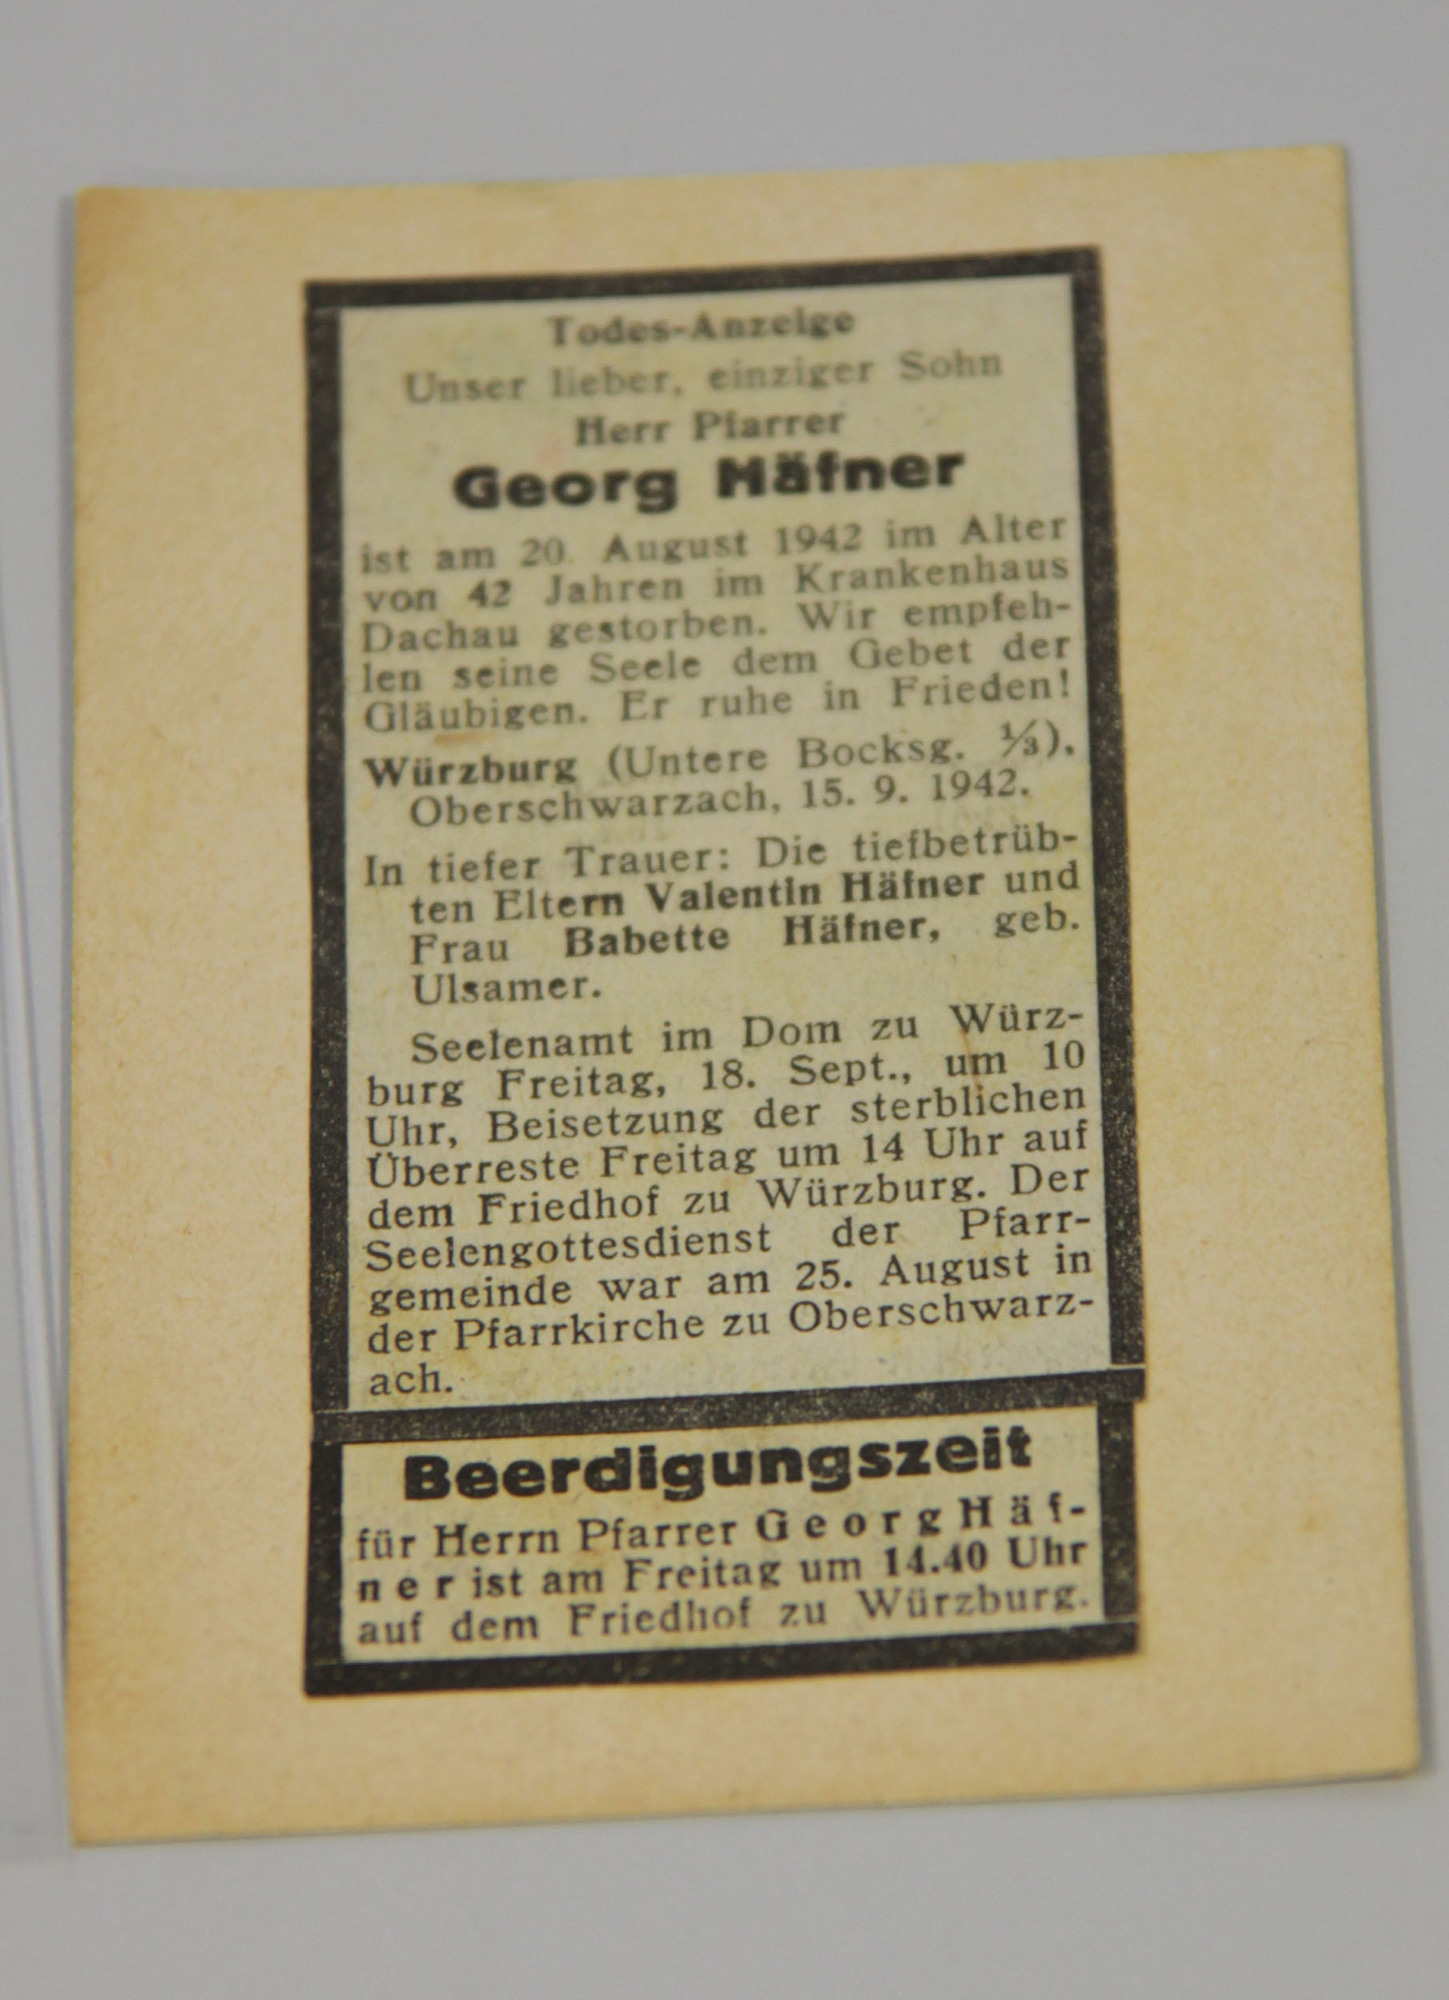 Todes-Anzeige
Unser lieber, einziger Sohn
Herr Pfarrer
Georg Häfner
ist am 20. August 1942 im Alter
von 42 Jahren im Krankenhaus
Dachau gestorben. Wir empfeh-
len seine Seele dem Gebet der
Gläubigen. Er ruhe in Frieden!
Würzburg (Untere Bocksg. ⅓).
Oberschwarzach, 15. 9. 1942.
In tiefer Trauer: Die tiefbetrüb-
ten Eltern Valentin Häfner und
Frau Babette Häfner, geb.
Ulsamer.
Seelenamt im Dom zu Würz-
burg Freitag, 18. Sept., um 10
Uhr, Beisetzung der sterblichen
Überreste Freitag um 14 Uhr auf
dem Friedhof zu Würzburg. Der
Seelengottesdienst der Pfarr-
gemeinde war am 25. August in
der Pfarrkirche zu Oberschwarz-
ach.
Beerdigungszeit
für Herrn Pfarrer Georg Häf-
ner ist am Freitag um 14.40 Uhr
auf dem Friedhof zu Würzburg.